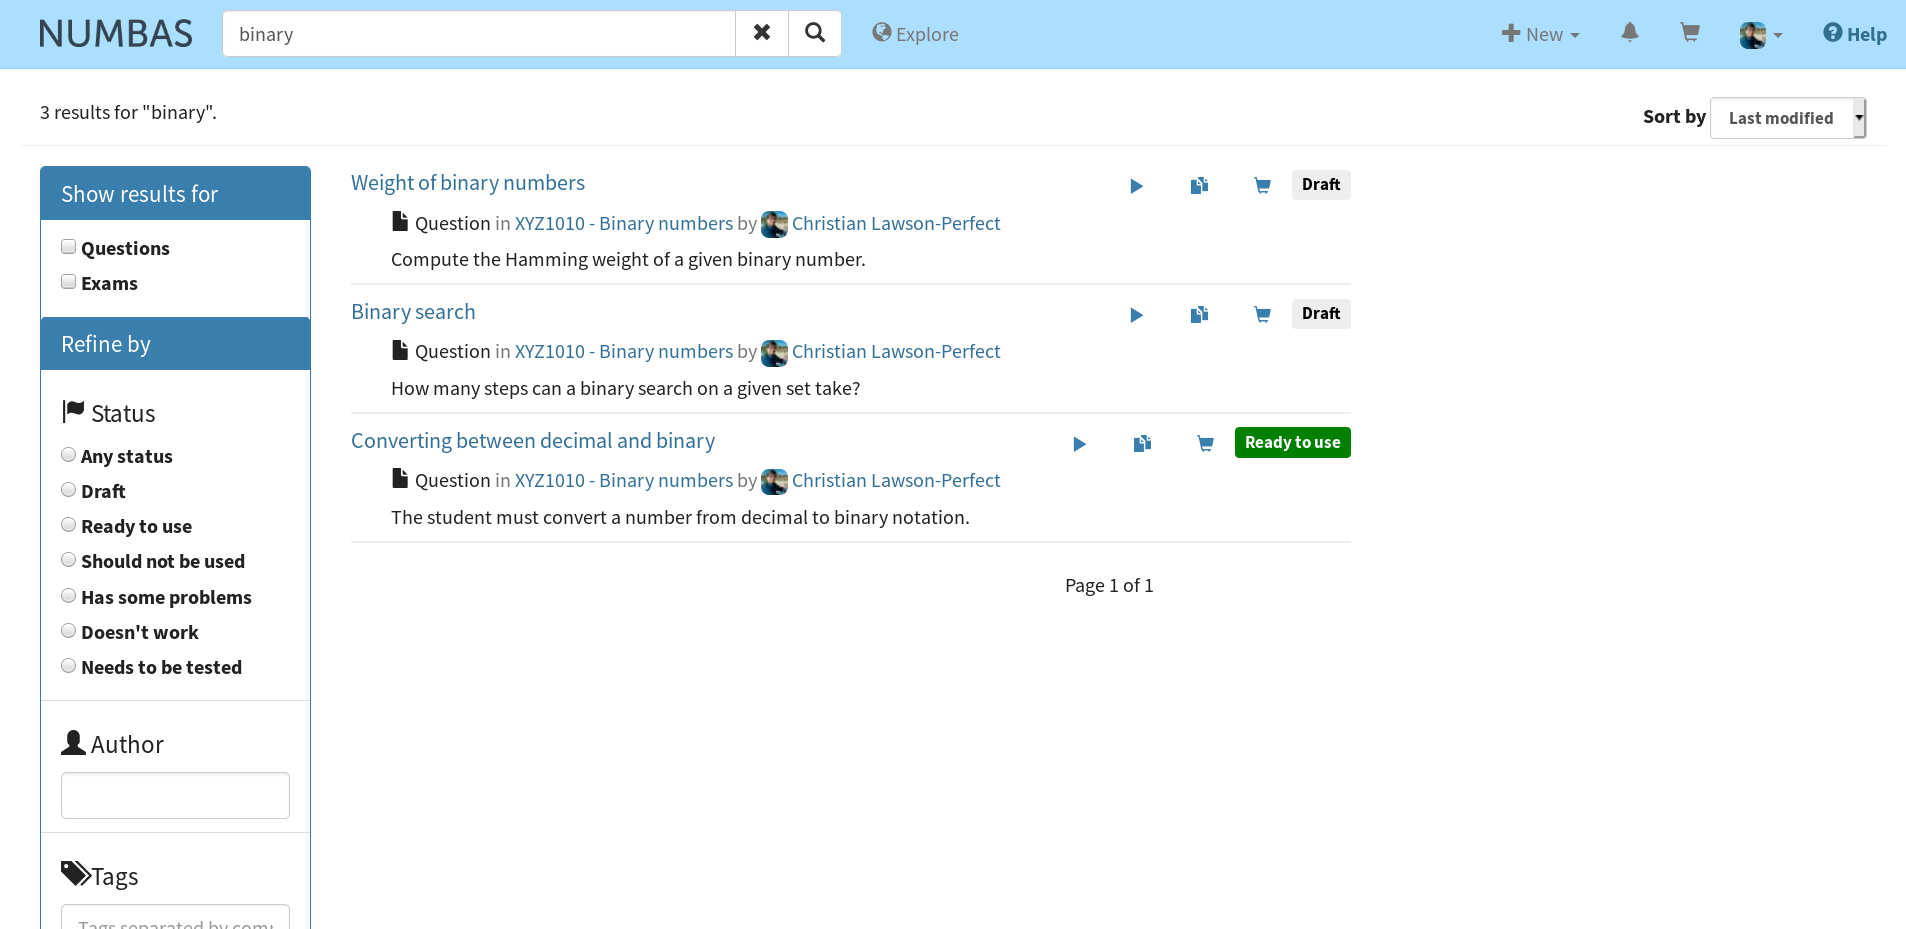 NUMBAS binary Explore New Help
3 results for "binary".
Sort by Last modified
Show results for
Questions
Exams
Refine by
Status
Any status
Draft
Ready to use
Should not be used
Has some problems
Doesn't work
Needs to be tested
Author
Tags
Tags separated by
Weight of binary numbers Draft
Question in XYZ1010 - Binary numbers by Christian Lawson-Perfect
Compute the Hamming weight of a given binary number.
Binary search Draft
Question in XYZ1010 - Binary numbers by Christian Lawson-Perfect
How many steps can a binary search on a given set take?
Converting between decimal and binary Ready to use
Question in XYZ1010 - Binary numbers by Christian Lawson-Perfect
The student must convert a number from decimal to binary notation.
Page 1 of 1